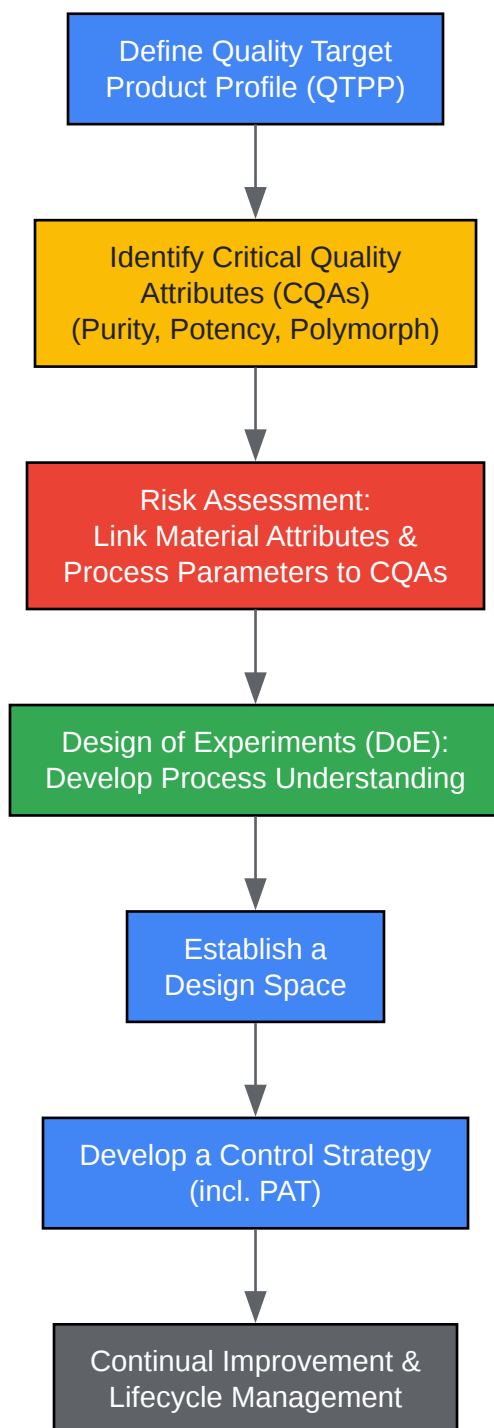 Define Quality Target
Product Profile (QTPP)
Identify Critical Quality
Attributes (CQAs)
(Purity, Potency, Polymorph)
Risk Assessment:
Link Material Attributes &
Process Parameters to CQAs
Design of Experiments (DoE):
Develop Process Understanding
Establish a
Design Space
Develop a Control Strategy
(incl. PAT)
Continual Improvement &
Lifecycle Management